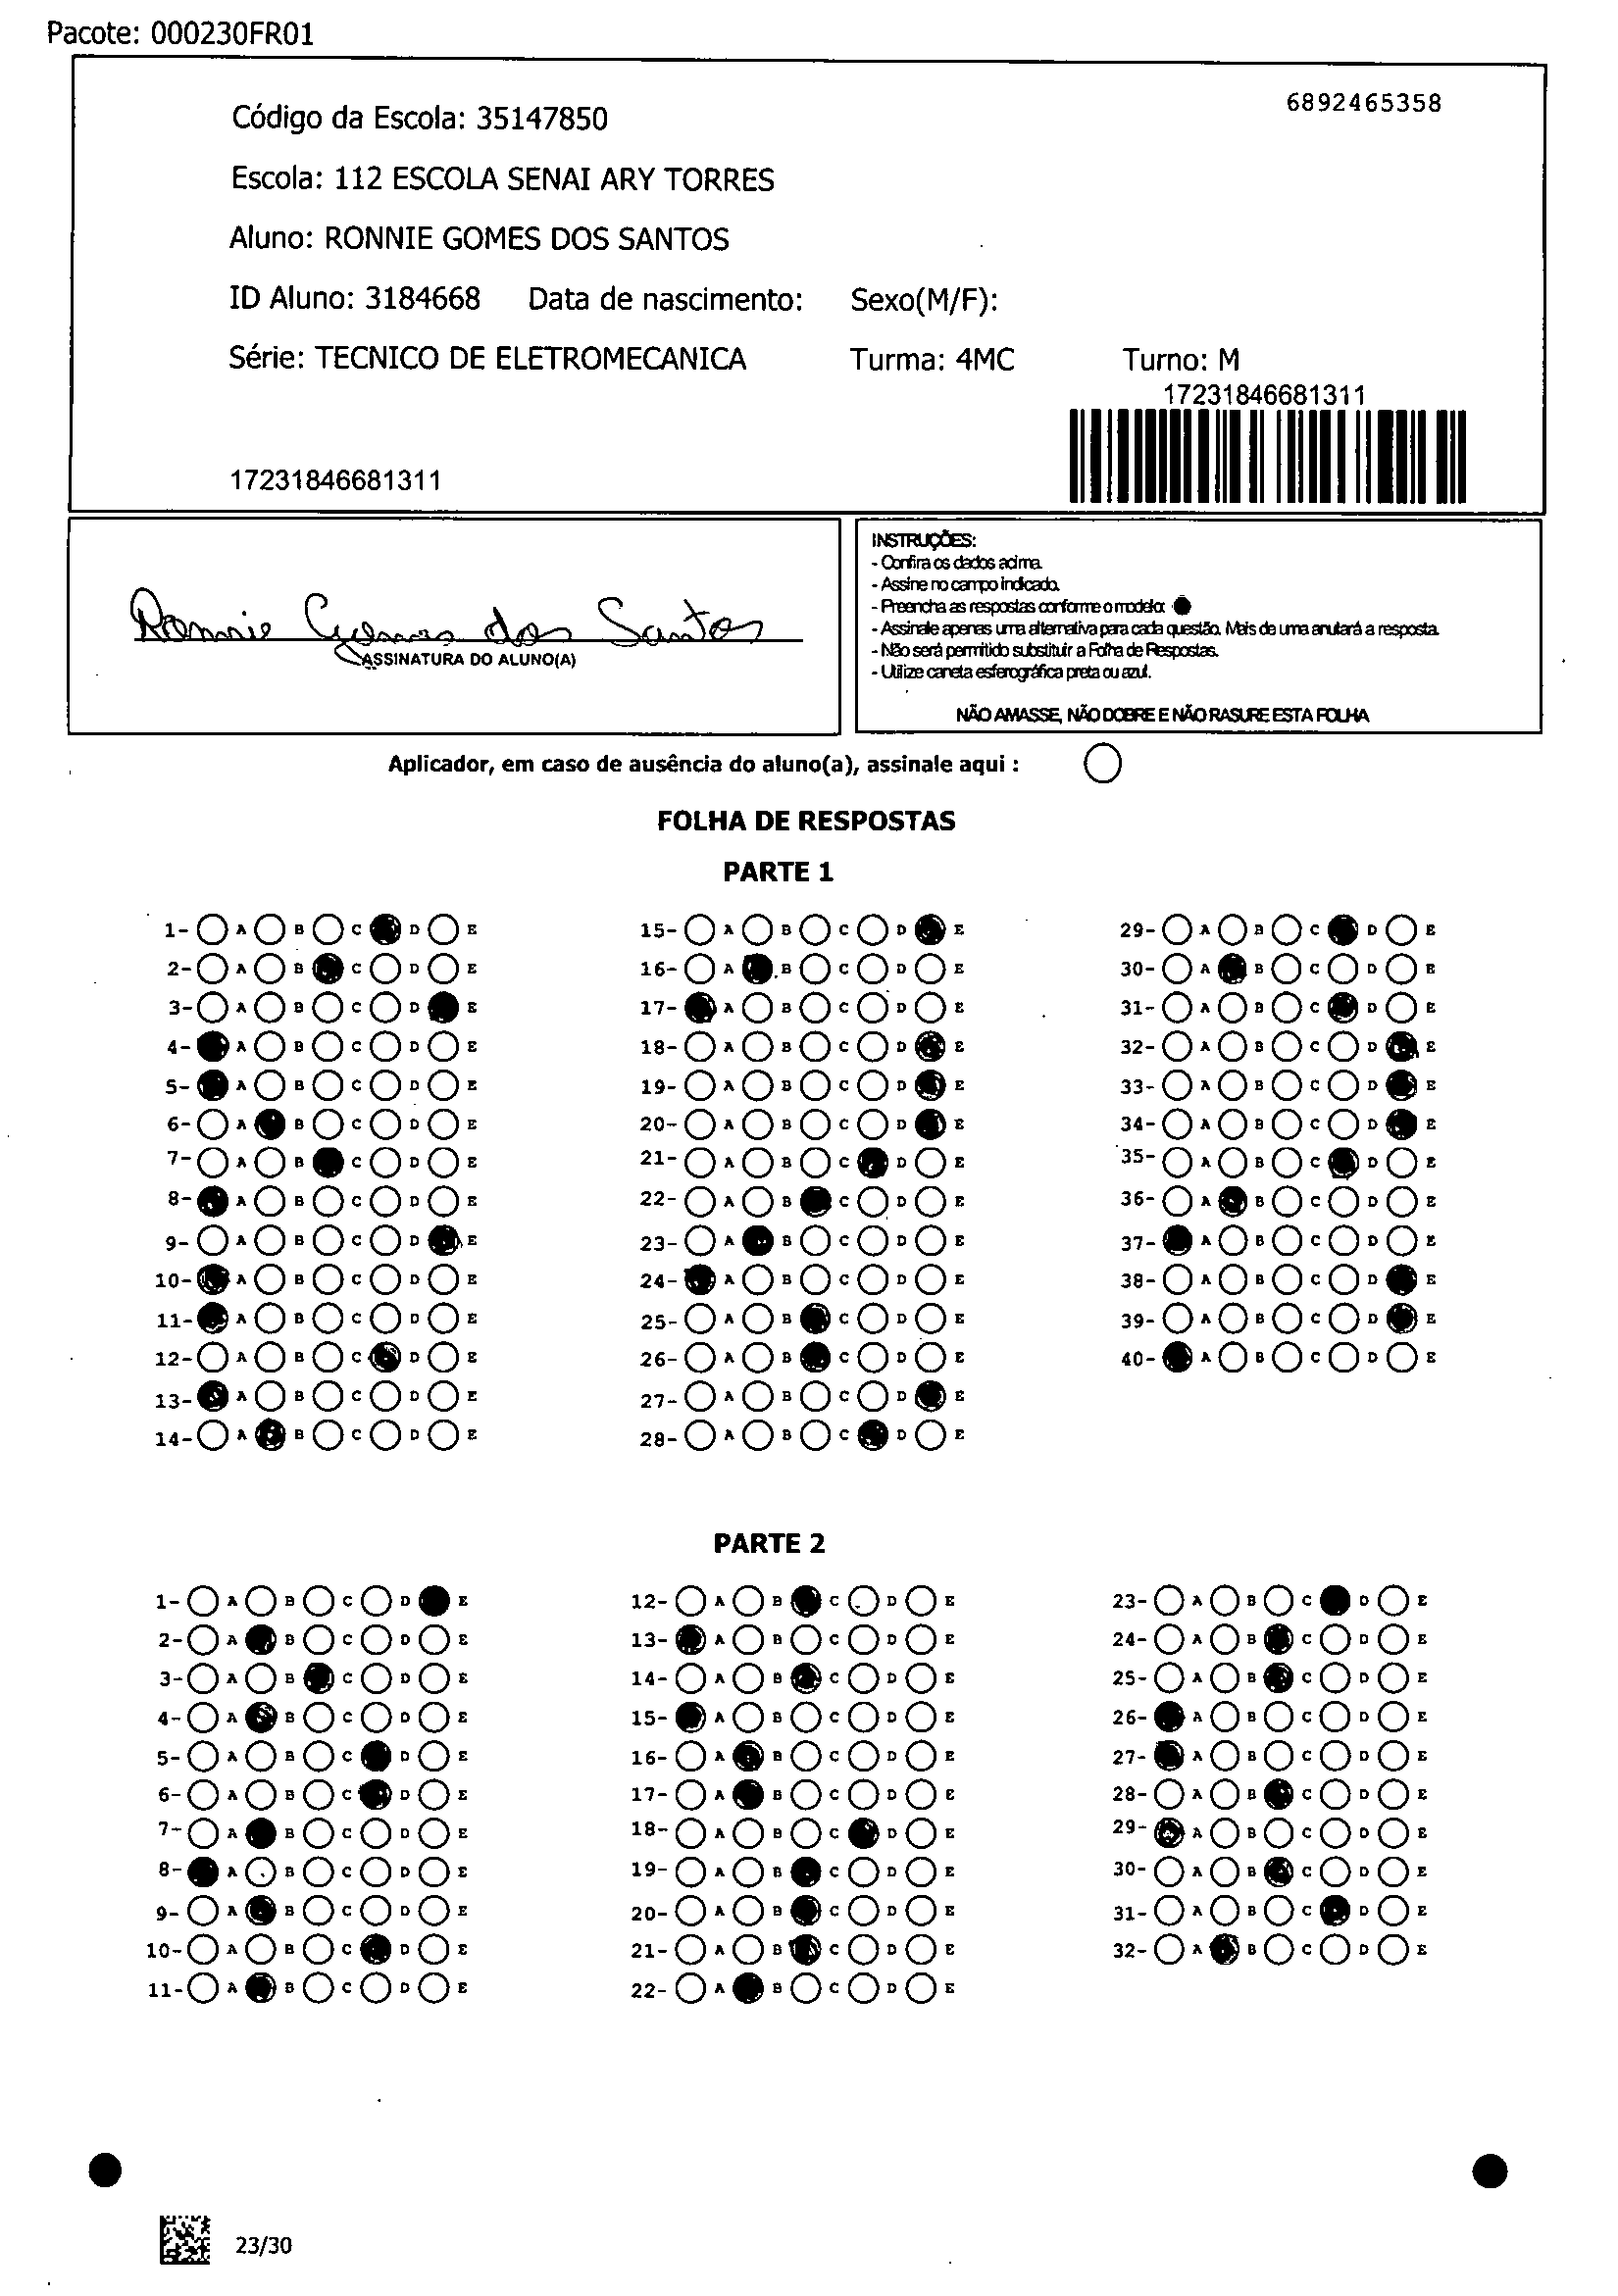 Pacote: 000230FR01
6892465358
Código da Escola: 35147850
Escola: 112 ESCOLA SENAI ARY TORRES
Aluno: RONNIE GOMES DOS SANTOS
ID Aluno: 3184668 Data de nascimento: Sexo(M/F):
Série: TECNICO DE ELETROMECANICA Turma: 4MC Turno: M
17231846681311
17231846681311
Ronnie Gomes dos Santos
ASSINATURA DO ALUNO(A)
INSTRUÇÕES:
- Confira os dados acima.
- Assine no campo indicado.
- Preencha as respostas conforme o modelo:
- Assinale apenas uma alternativa para cada questão. Mais de uma anulará a resposta.
- Não será permitido substituir a Folha de Respostas.
- Utilize caneta esferográfica preta ou azul.
NÃO AMASSE, NÃO DOBRE E NÃO RASURE ESTA FOLHA
Aplicador, em caso de ausência do aluno(a), assinale aqui :
FOLHA DE RESPOSTAS
PARTE 1
1- A B C D E
2- A B C D E
3- A B C D E
4- A B C D E
5- A B C D E
6- A B C D E
7- A B C D E
8- A B C D E
9- A B C D E
10- A B C D E
11- A B C D E
12- A B C D E
13- A B C D E
14- A B C D E
15- A B C D E
16- A B C D E
17- A B C D E
18- A B C D E
19- A B C D E
20- A B C D E
21- A B C D E
22- A B C D E
23- A B C D E
24- A B C D E
25- A B C D E
26- A B C D E
27- A B C D E
28- A B C D E
29- A B C D E
30- A B C D E
31- A B C D E
32- A B C D E
33- A B C D E
34- A B C D E
35- A B C D E
36- A B C D E
37- A B C D E
38- A B C D E
39- A B C D E
40- A B C D E
PARTE 2
1- A B C D E
2- A B C D E
3- A B C D E
4- A B C D E
5- A B C D E
6- A B C D E
7- A B C D E
8- A B C D E
9- A B C D E
10- A B C D E
11- A B C D E
12- A B C D E
13- A B C D E
14- A B C D E
15- A B C D E
16- A B C D E
17- A B C D E
18- A B C D E
19- A B C D E
20- A B C D E
21- A B C D E
22- A B C D E
23- A B C D E
24- A B C D E
25- A B C D E
26- A B C D E
27- A B C D E
28- A B C D E
29- A B C D E
30- A B C D E
31- A B C D E
32- A B C D E
23/30